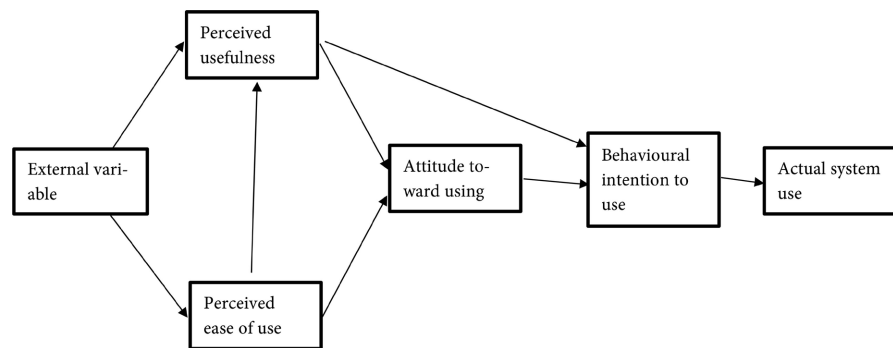 Perceived
usefulness
External vari-
able
Attitude to-
ward using
Behavioural
intention to
use
Actual system
use
Perceived
ease of use